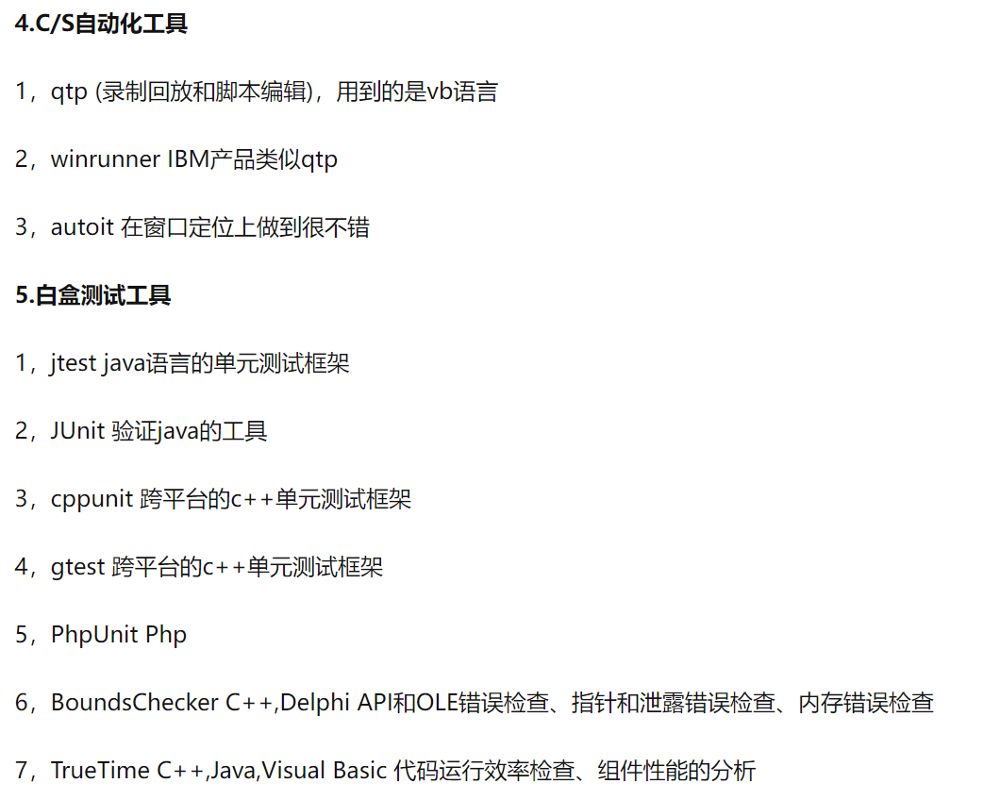 4.C/S自动化工具
1，qtp (录制回放和脚本编辑)，用到的是vb语言
2，winrunner IBM产品类似qtp
3，autoit 在窗口定位上做到很不错
5.白盒测试工具
1，jtest java语言的单元测试框架
2，JUnit 验证java的工具
3，cppunit 跨平台的c++单元测试框架
4，gtest 跨平台的c++单元测试框架
5，PhpUnit Php
6，BoundsChecker C++,Delphi API和OLE错误检查、指针和泄露错误检查、内存错误检查
7，TrueTime C++,Java,Visual Basic 代码运行效率检查、组件性能的分析